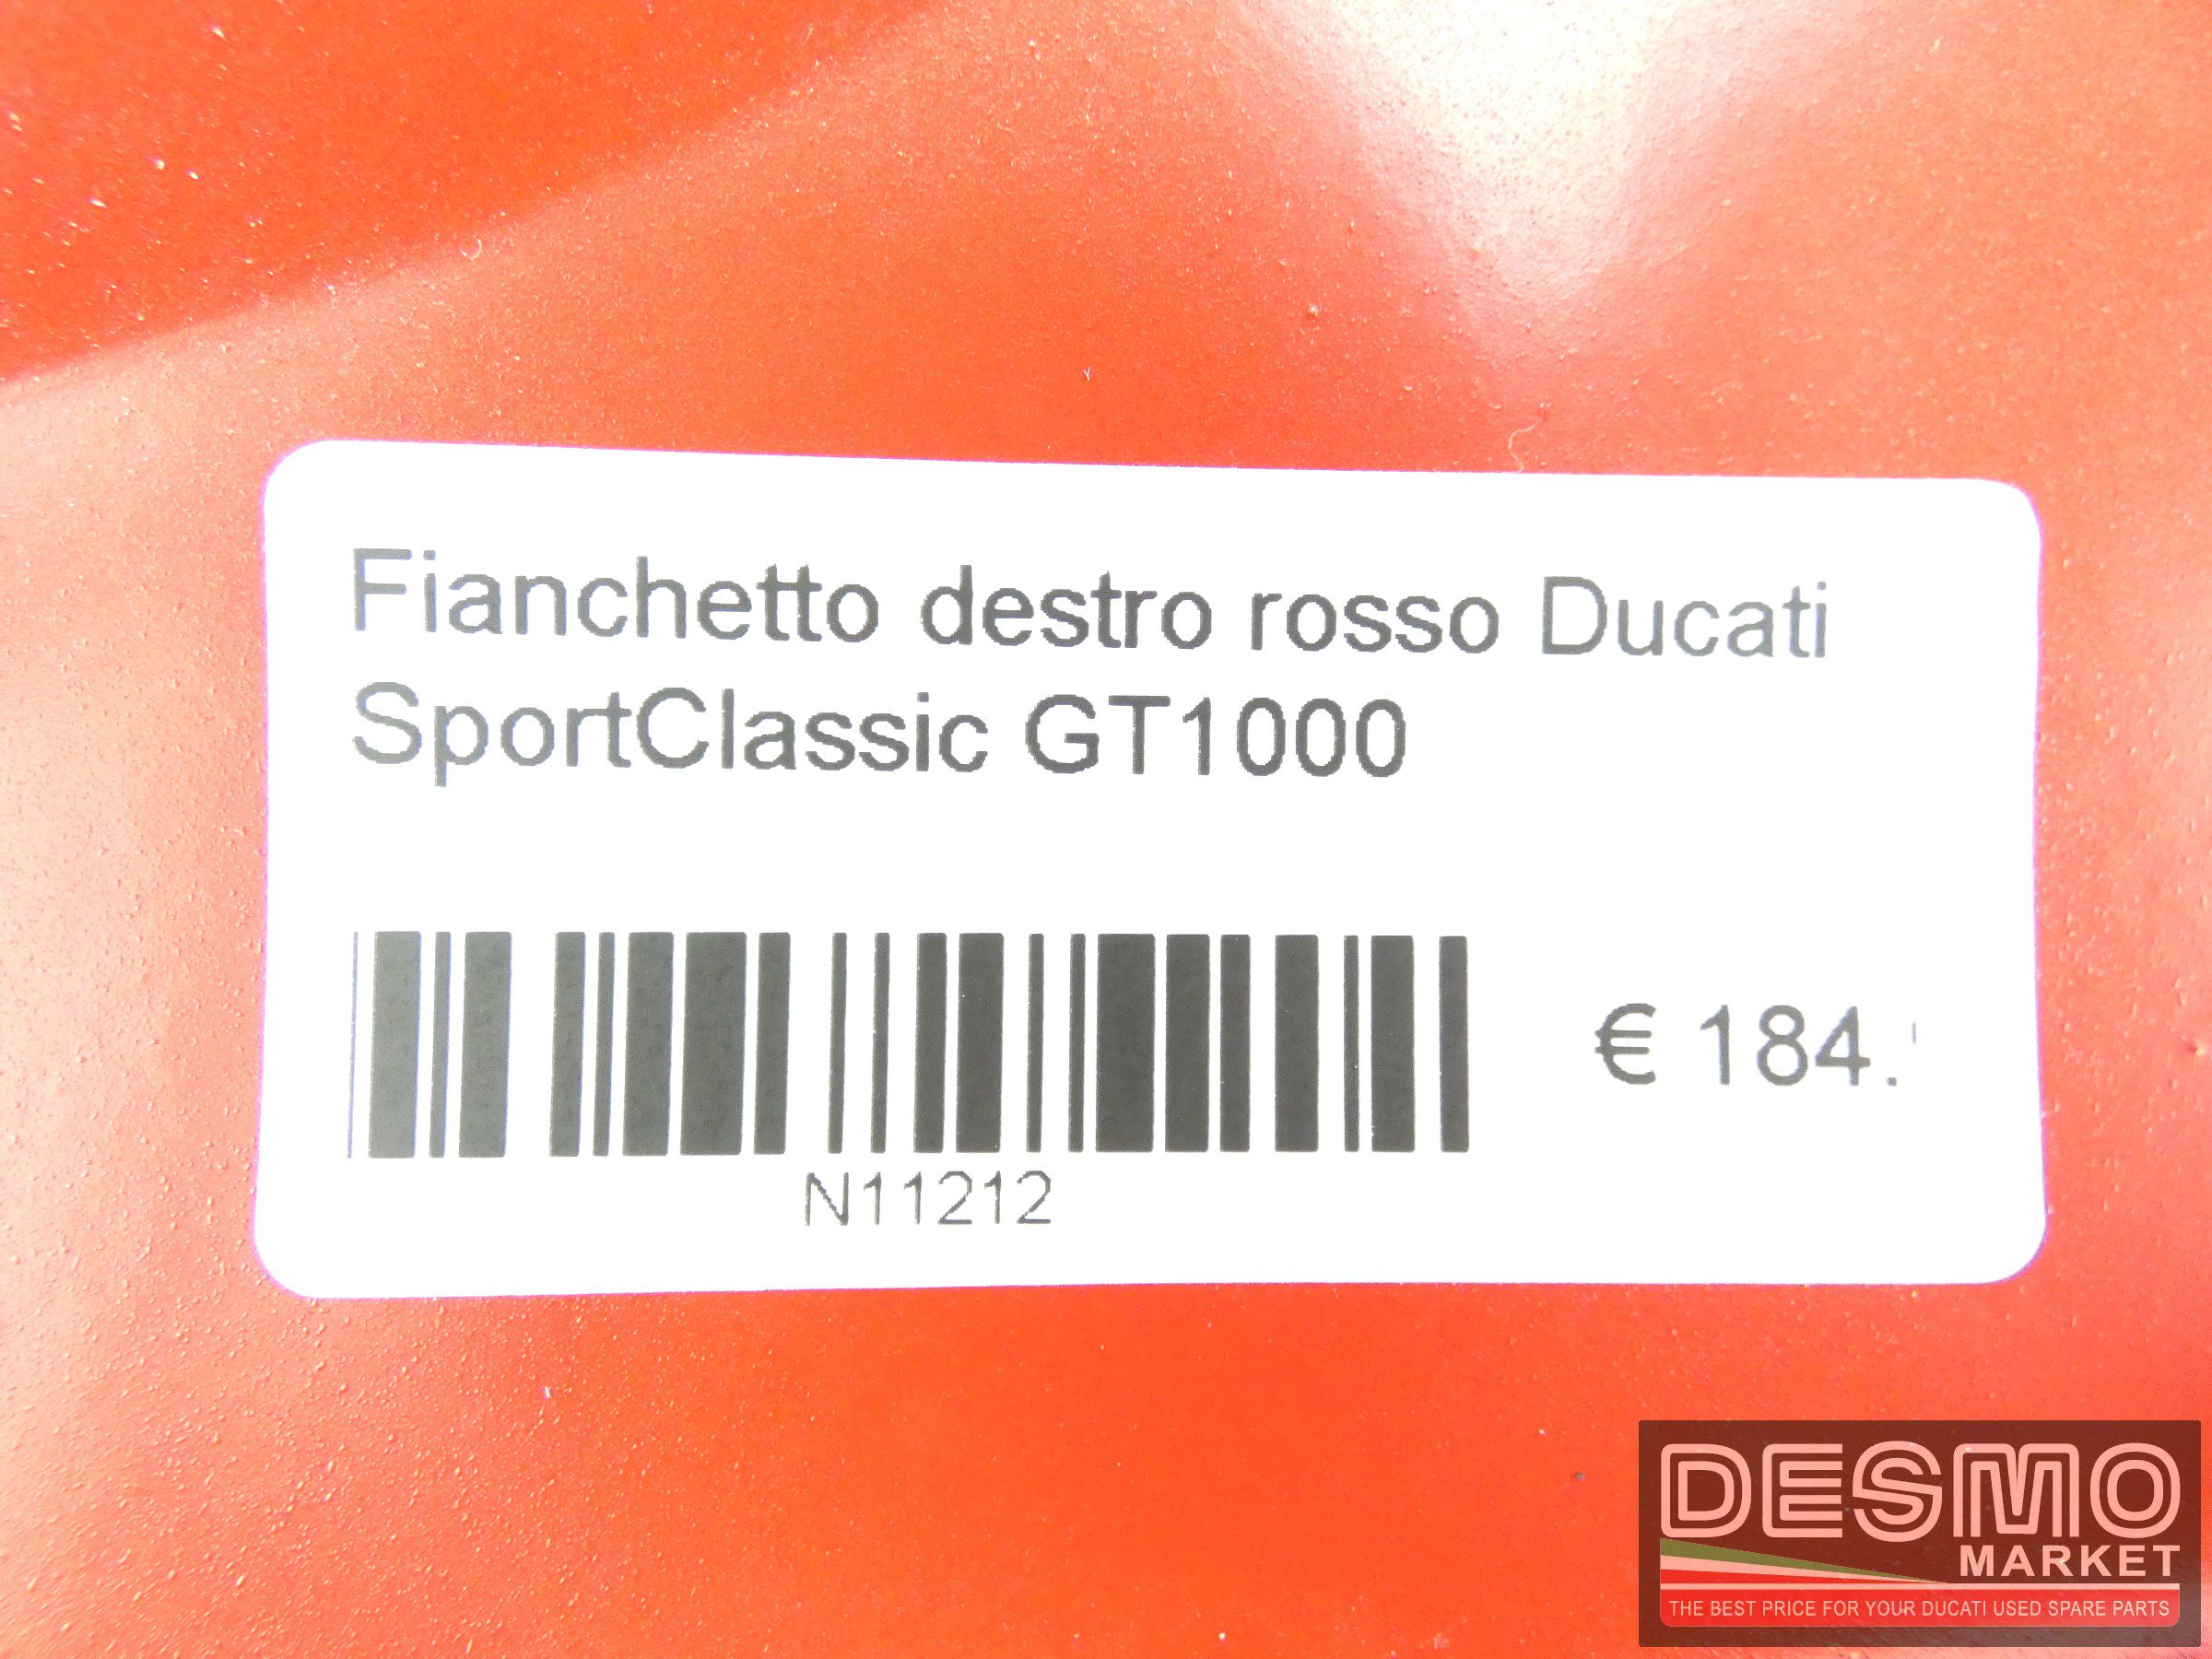 Fianchetto destro rosso Ducati
SportClassic GT1000
€ 184.
N11212
DESMO
MARKET
THE BEST PRICE FOR YOUR DUCATI USED SPARE PARTS